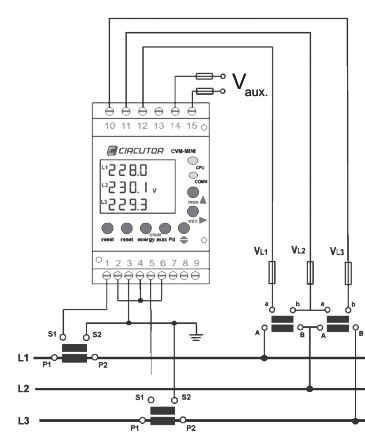 V aux.
10 11 12 13 14 15
CIRCUTOR CVM-MINI
CPU
L1 228.0
COMM
L2 230.1 v
max
L3 229.3
min
clear
reset reset energy max Pd
VL1 VL2 VL3
1 2 3 4 5 6 7 8 9
a b a b
S1 S2
A B A B
L1 P1 P2
L2
S1 S2
L3 P1 P2